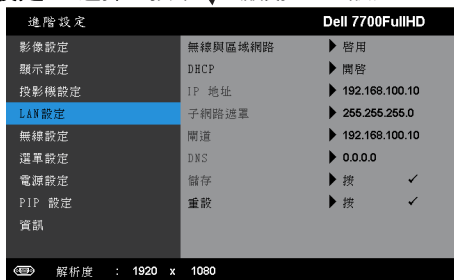 進階設定 Dell 7700FullHD
影像設定 無線與區域網路 啓用
顯示設定 DHCP 開啓
投影機設定 IP 地址 192.168.100.10
LAN設定 子網路遮罩 255.255.255.0
無線設定 閘道 192.168.100.10
選單設定 DNS 0.0.0.0
電源設定 儲存 按 ✓
PIP 設定 重設 按 ✓
資訊
解析度 : 1920 x 1080